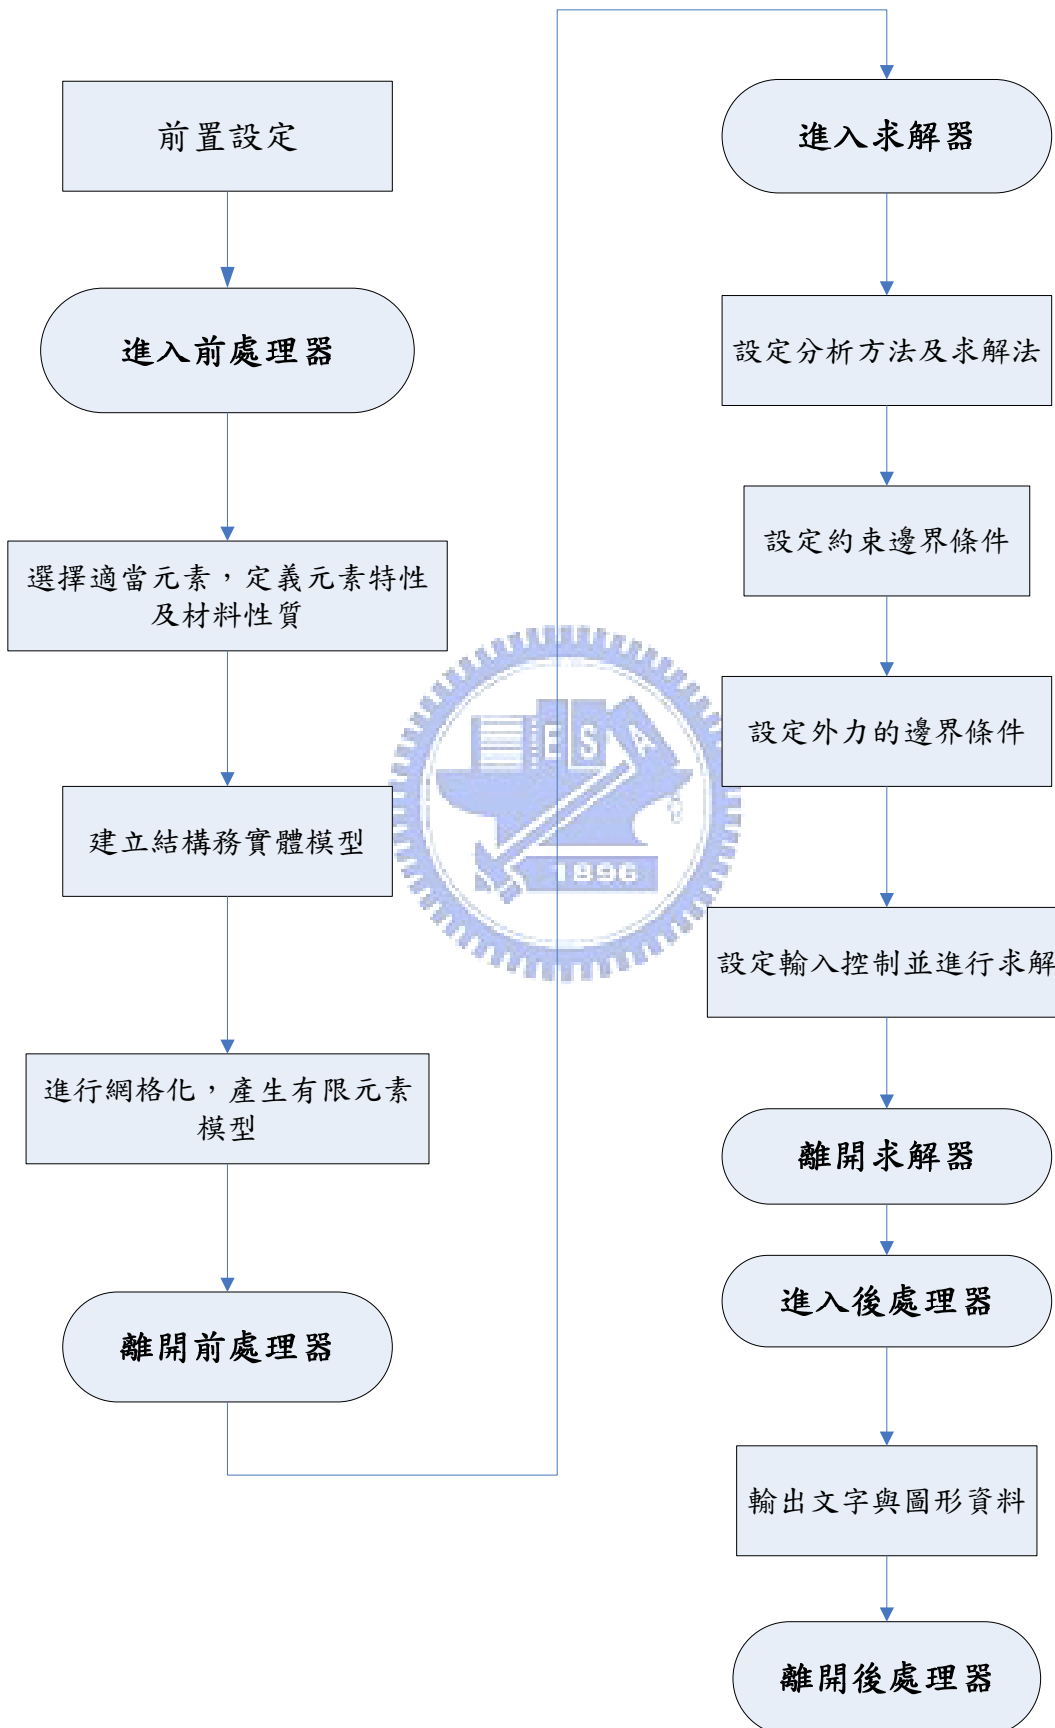 前置設定
進入前處理器
選擇適當元素，定義元素特性
及材料性質
建立結構務實體模型
進行網格化，產生有限元素
模型
離開前處理器
ESA
1896
進入求解器
設定分析方法及求解法
設定約束邊界條件
設定外力的邊界條件
設定輸入控制並進行求解
離開求解器
進入後處理器
輸出文字與圖形資料
離開後處理器